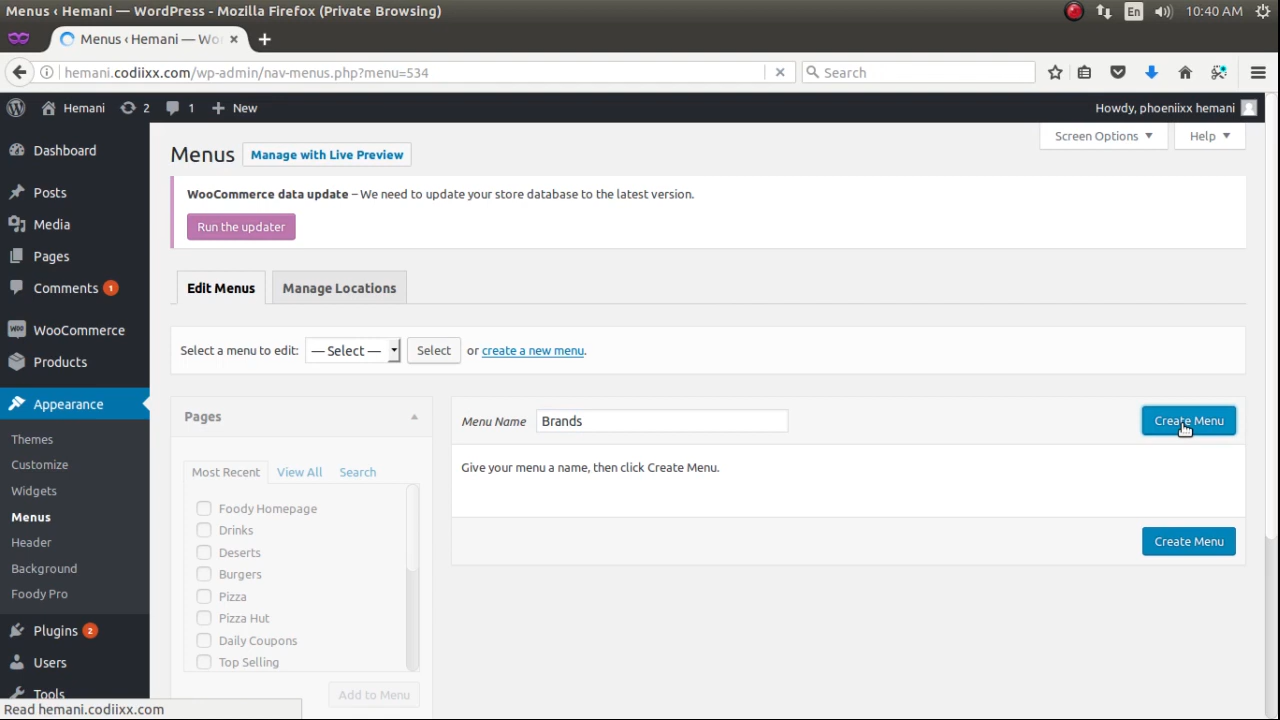 Menus ‹ Hemani — WordPress - Mozilla Firefox (Private Browsing)
En 10:40 AM
Menus ‹ Hemani — Wo
hemani.codiixx.com/wp-admin/nav-menus.php?menu=534
Search
Hemani 2 1 New
Howdy, phoeniixx hemani
Screen Options Help
Dashboard
Posts
Media
Pages
Comments 1
WooCommerce
Products
Appearance
Themes
Customize
Widgets
Menus
Header
Background
Foody Pro
Plugins 2
Users
Tools
Menus Manage with Live Preview
WooCommerce data update – We need to update your store database to the latest version.
Run the updater
Edit Menus Manage Locations
Select a menu to edit: — Select — Select or create a new menu.
Pages
Most Recent View All Search
Foody Homepage
Drinks
Deserts
Burgers
Pizza
Pizza Hut
Daily Coupons
Top Selling
Add to Menu
Menu Name Brands Create Menu
Give your menu a name, then click Create Menu.
Create Menu
Read hemani.codiixx.com